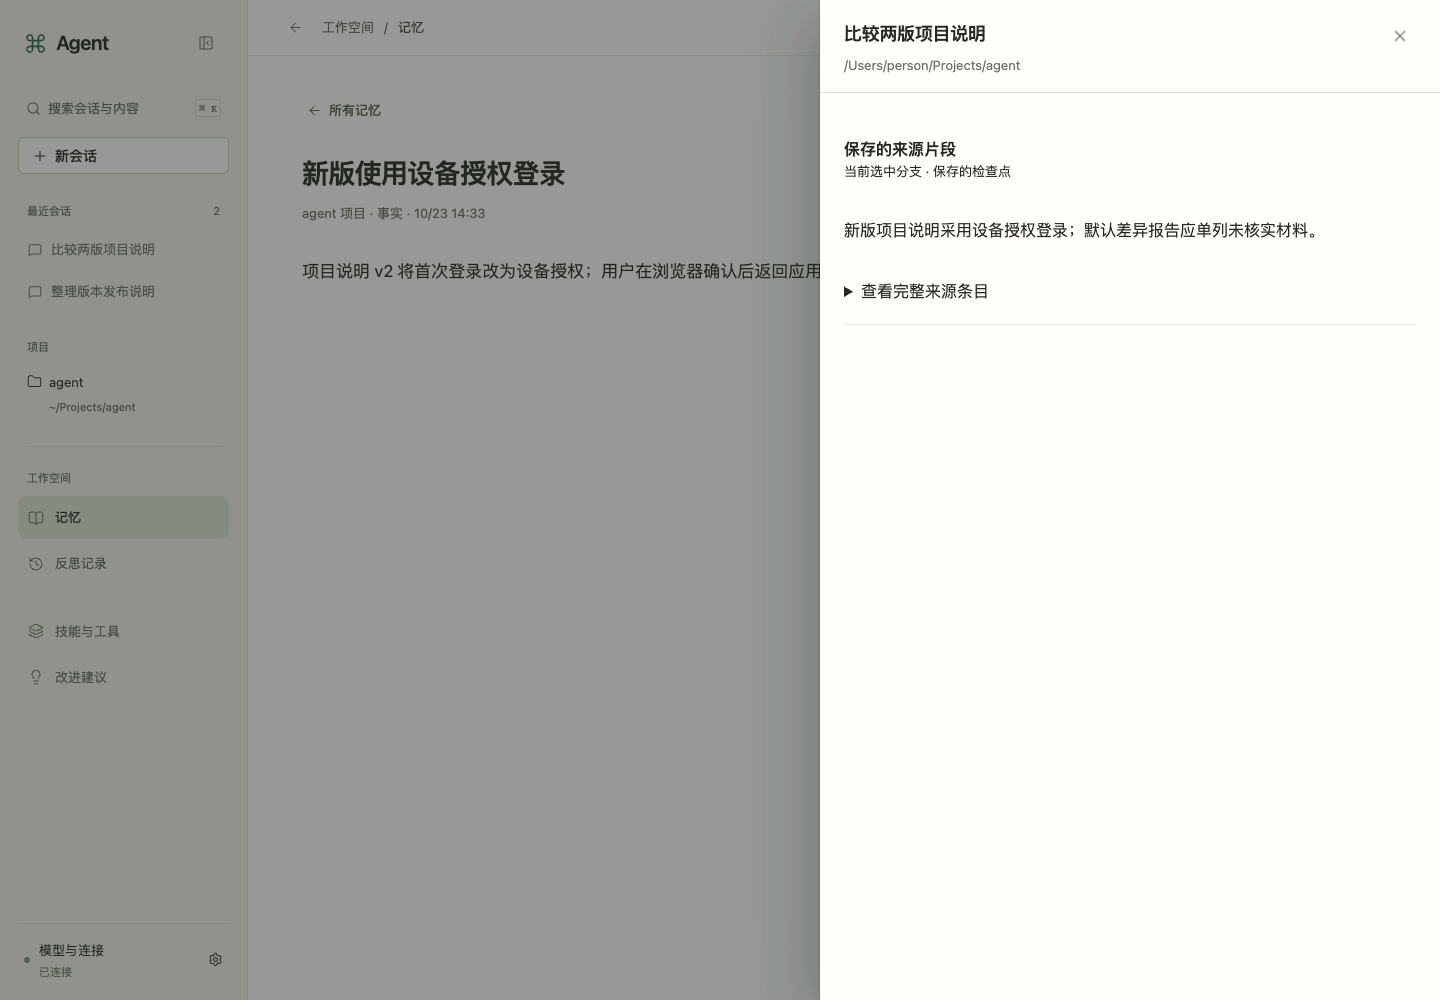 Agent
搜索会话与内容
⌘ K
新会话
最近会话 2
比较两版项目说明
整理版本发布说明
项目
agent
~/Projects/agent
工作空间
记忆
反思记录
技能与工具
改进建议
模型与连接
已连接
工作空间 / 记忆
所有记忆
新版使用设备授权登录
agent 项目 · 事实 · 10/23 14:33
项目说明 v2 将首次登录改为设备授权；用户在浏览器确认后返回应用
比较两版项目说明
/Users/person/Projects/agent
保存的来源片段
当前选中分支 · 保存的检查点
新版项目说明采用设备授权登录；默认差异报告应单列未核实材料。
查看完整来源条目